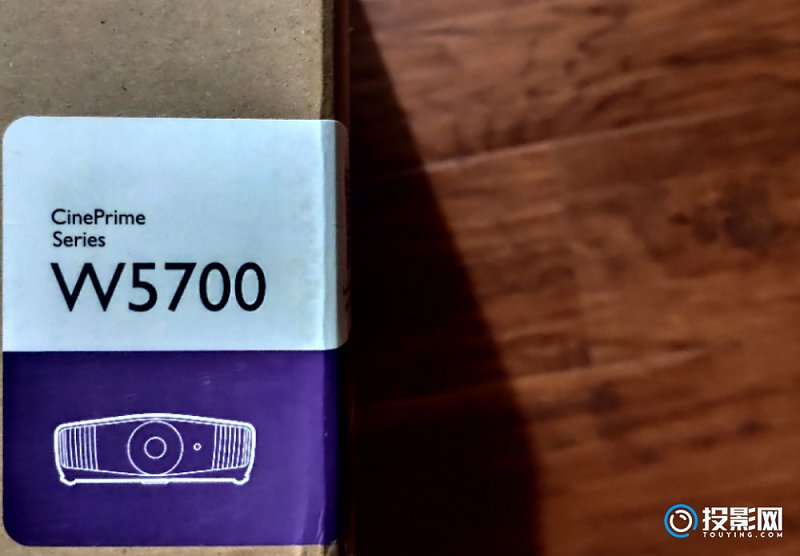 CinePrime
Series
W5700
投影网
TOUYING.COM